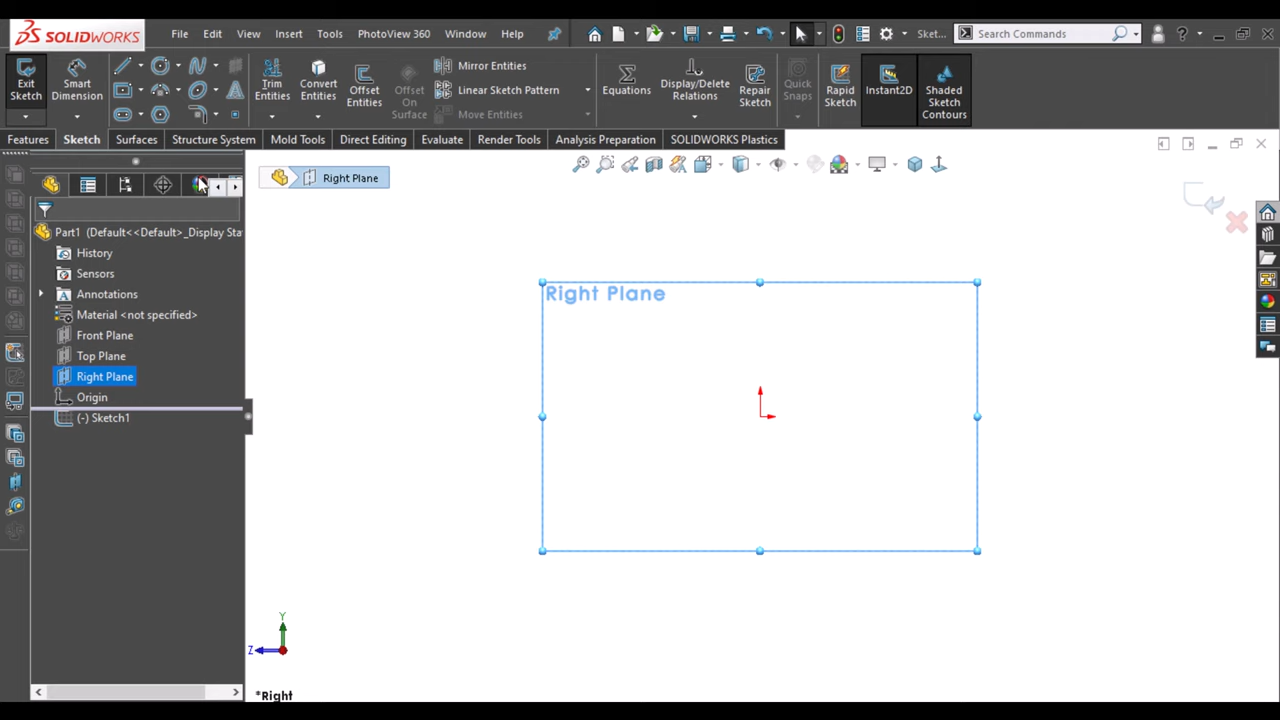 SOLIDWORKS File Edit View Insert Tools PhotoView 360 Window Help Sket... Search Commands ?
Exit Sketch Smart Dimension Trim Entities Convert Entities Offset Entities Offset On Surface Mirror Entities Linear Sketch Pattern Move Entities Equations Display/Delete Relations Repair Sketch Quick Snaps Rapid Sketch Instant2D Shaded Sketch Contours
Features Sketch Surfaces Structure System Mold Tools Direct Editing Evaluate Render Tools Analysis Preparation SOLIDWORKS Plastics
Right Plane
Part1 (Default<<Default>_Display Sta
History
Sensors
A Annotations
Material <not specified>
Front Plane
Top Plane
Right Plane
Origin
(-) Sketch1
Right Plane
Y
Z
*Right